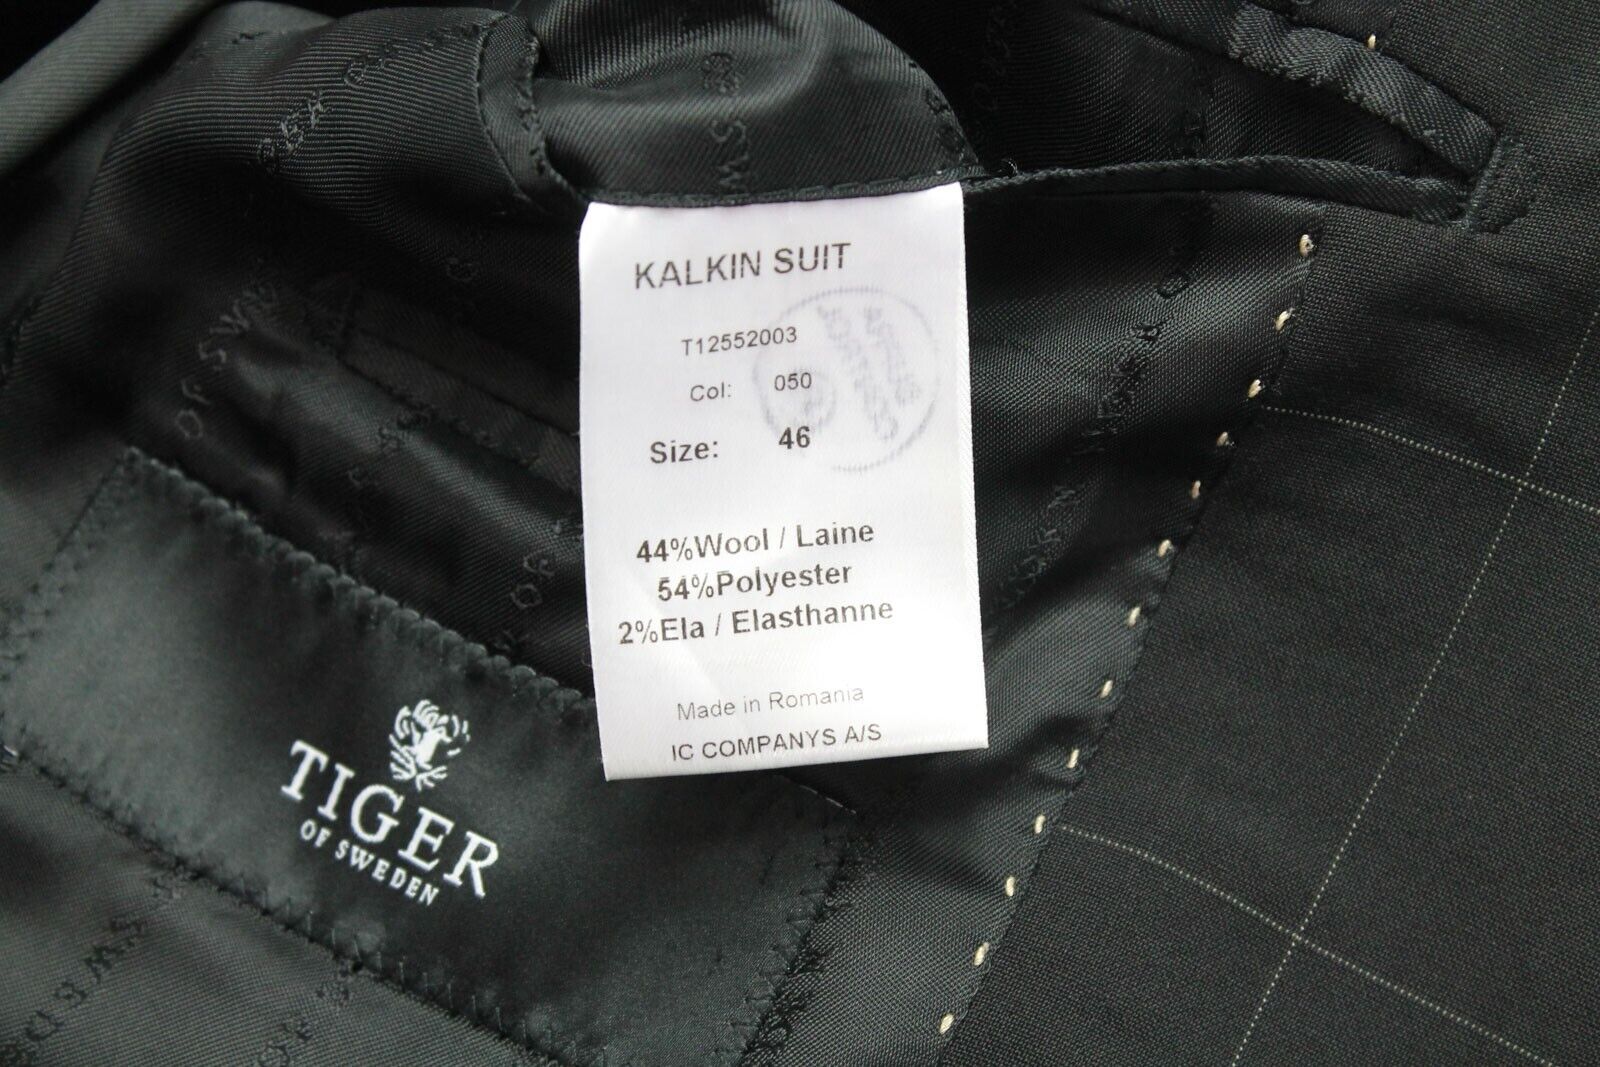 KALKIN SUIT
T12552003
Col: 050
Size: 46
44%Wool / Laine
54%Polyester
2%Ela / Elasthanne
Made in Romania
IC COMPANYS A/S
TIGER
OF SWEDEN